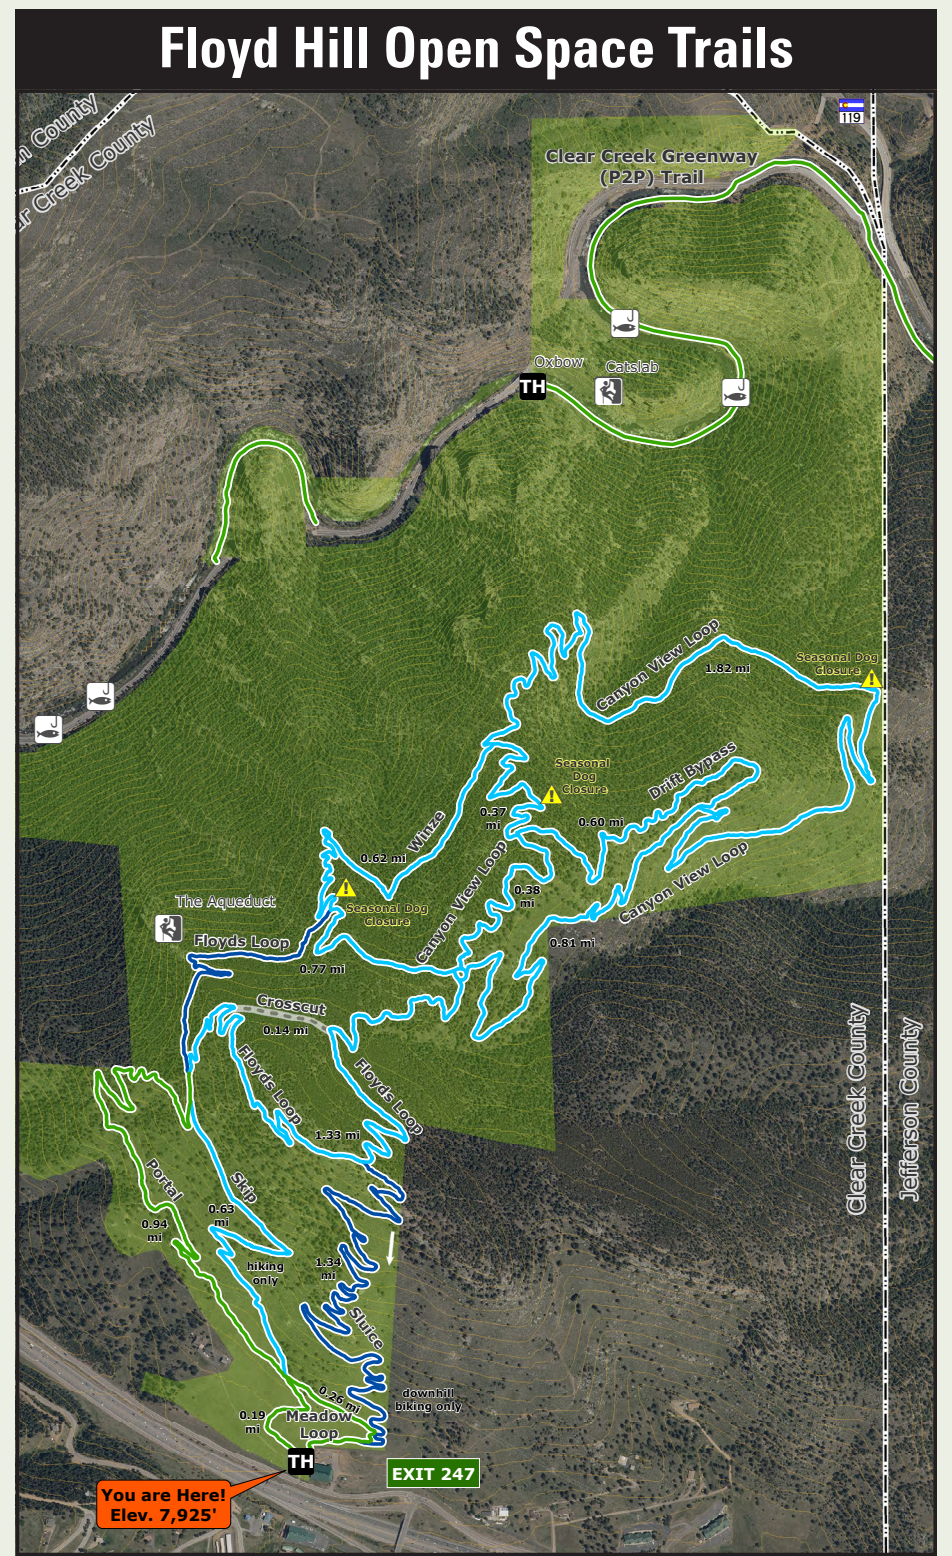 Floyd Hill Open Space Trails
n County
ar Creek County
119
Clear Creek Greenway
(P2P) Trail
Oxbow
Catslab
TH
Canyon View Loop
1.82 mi
Seasonal Dog
Closure
Seasonal
Dog
Closure
Drift Bypass
0.37
mi
0.60 mi
Winze
0.62 mi
Canyon View Loop
Canyon View Loop
0.38
mi
Seasonal Dog
Closure
The Aqueduct
Floyds Loop
0.77 mi
0.81 mi
Crosscut
0.14 mi
Floyds Loop
Floyds Loop
1.33 mi
Clear Creek County
Jefferson County
Portal
0.94
mi
Skip
0.63
mi
hiking
only
1.34
mi
Sluice
downhill
biking only
0.26 mi
0.19
mi
Meadow
Loop
TH
EXIT 247
You are Here!
Elev. 7,925'